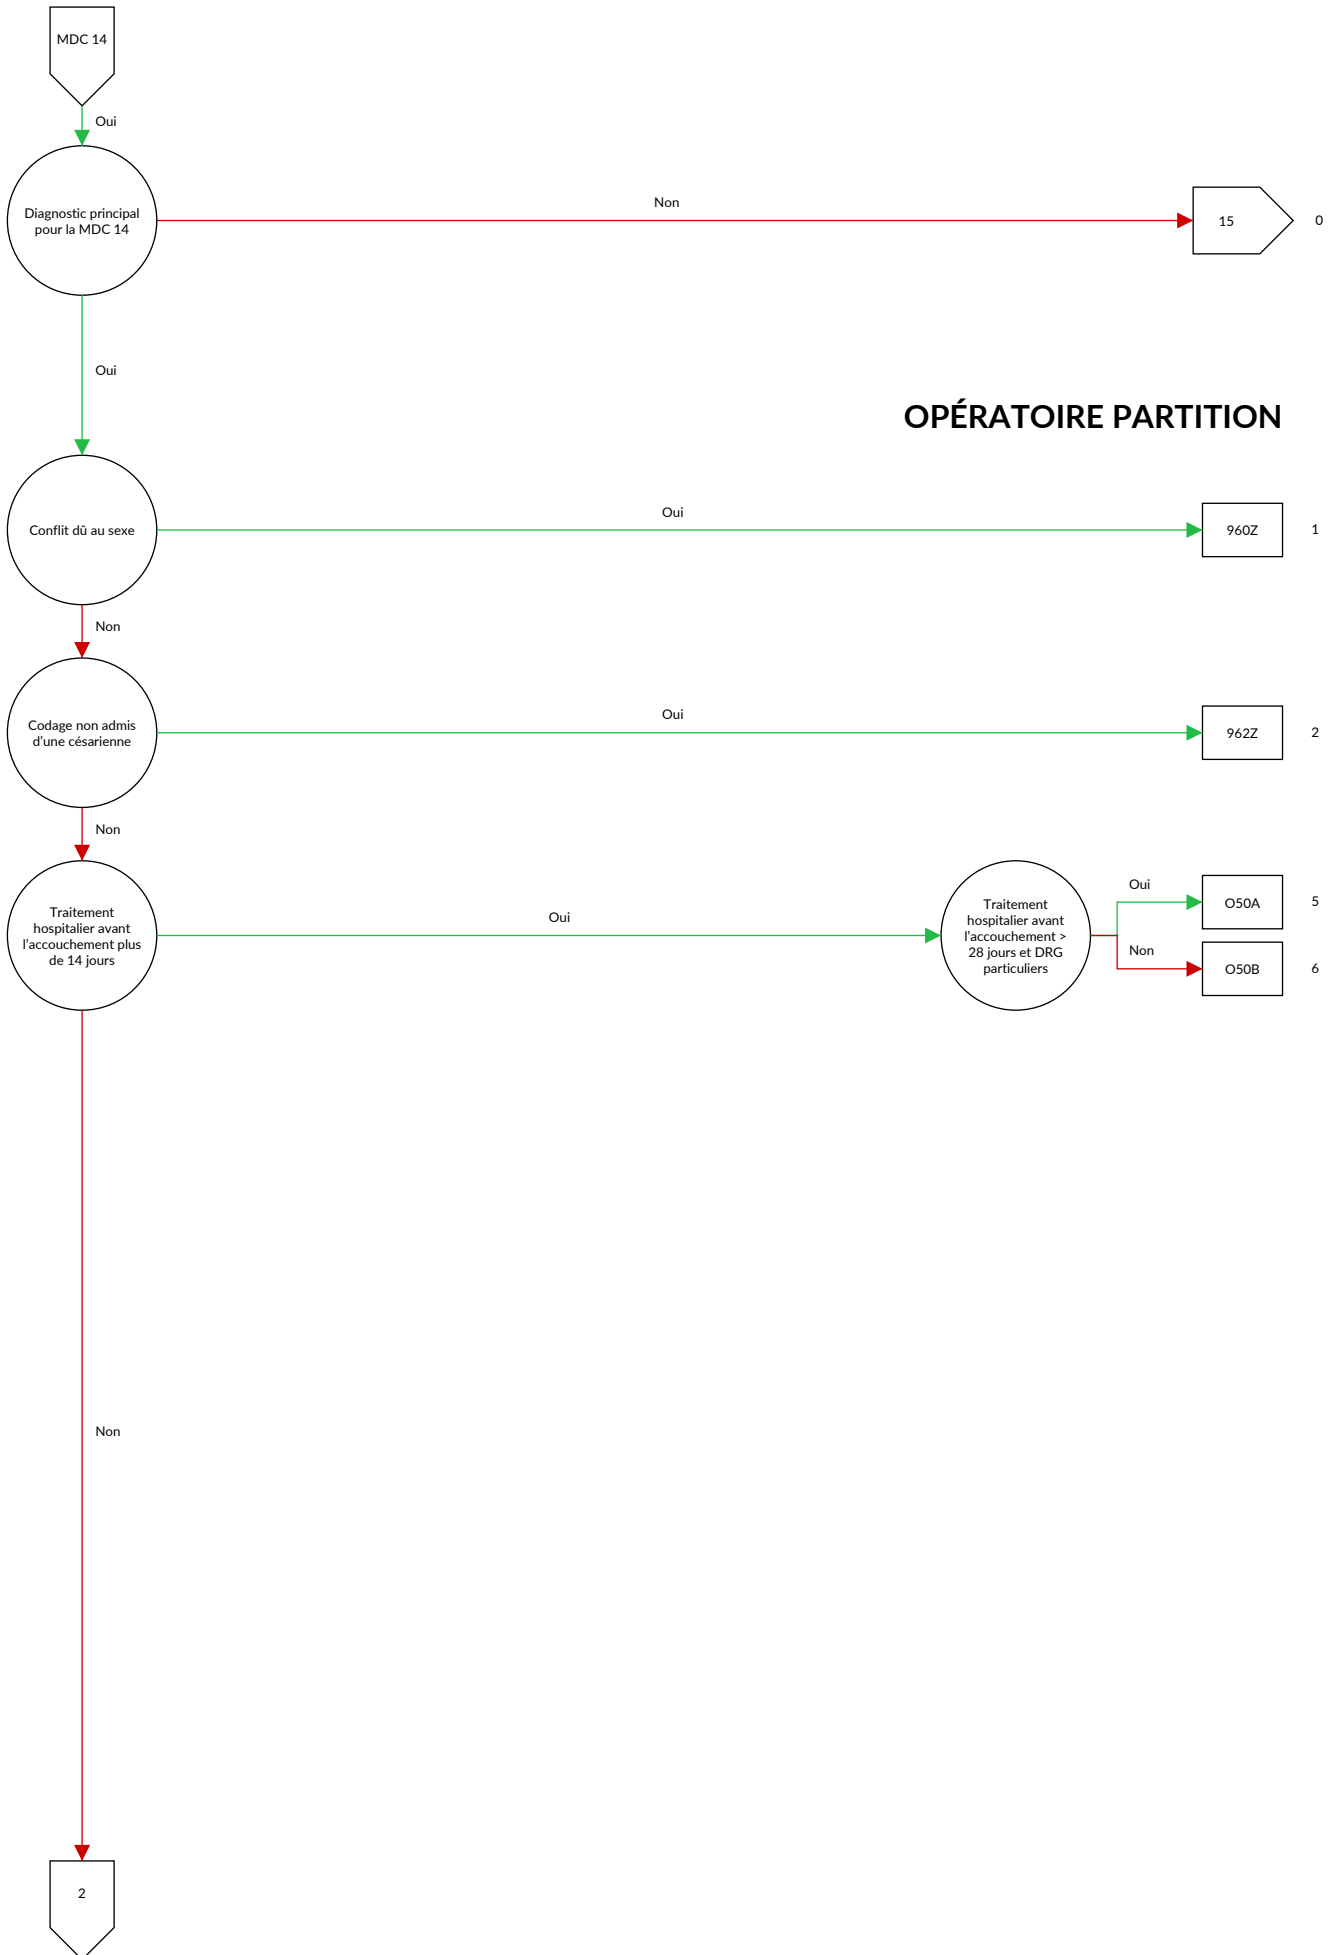 MDC 14
Oui
Diagnostic principal
pour la MDC 14
Non
15
0
Oui
OPÉRATOIRE PARTITION
Conflit dû au sexe
Oui
960Z
1
Non
Codage non admis
d'une césarienne
Oui
962Z
2
Non
Traitement
hospitalier avant
l'accouchement plus
de 14 jours
Oui
Traitement
hospitalier avant
l'accouchement >
28 jours et DRG
particuliers
Oui
O50A
5
Non
O50B
6
Non
2